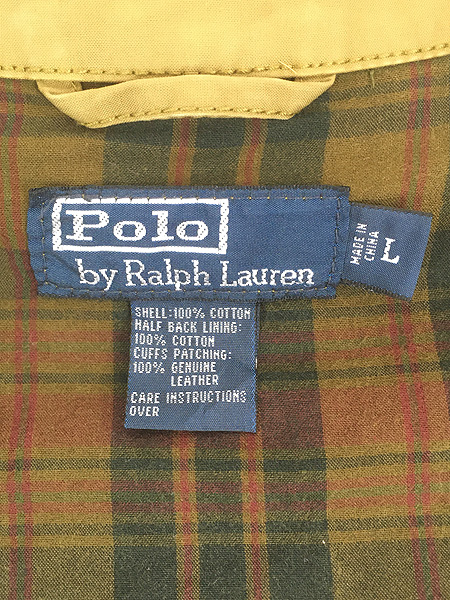 Polo
by Ralph Lauren
MADE IN
CHINA
L
SHELL:100% COTTON
HALF BACK LINING:
100% COTTON
CUFFS PATCHING:
100% GENUINE
LEATHER
CARE INSTRUCTIONS
OVER